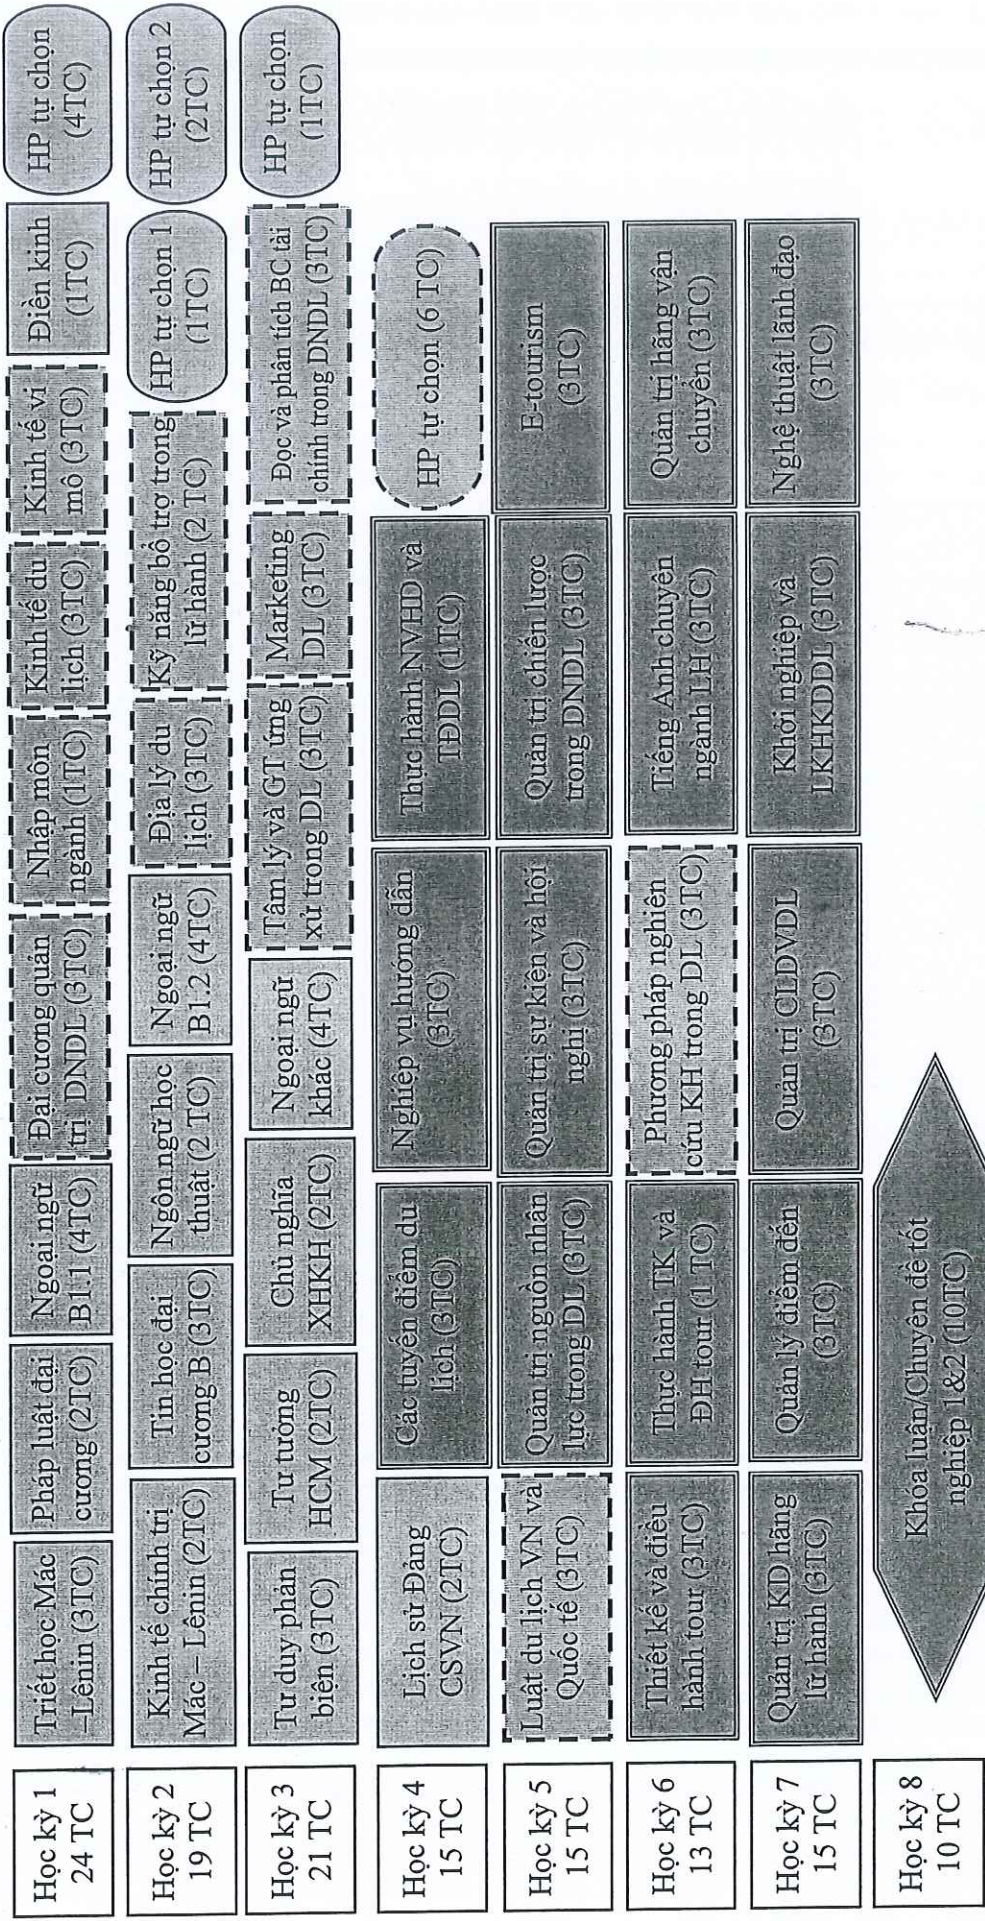 Học kỳ 1
24 TC
Triết học Mác
–Lênin (3TC)
Pháp luật đại
cương (2TC)
Ngoại ngữ
B1.1 (4TC)
Đại cương quản
trị DNDL (3TC)
Nhập môn
ngành (1TC)
Kinh tế du
lịch (3TC)
Kinh tế vi
mô (3TC)
Điền kinh
(1TC)
HP tự chọn
(4TC)
Học kỳ 2
19 TC
Kinh tế chính trị
Mác – Lênin (2TC)
Tin học đại
cương B (3TC)
Ngôn ngữ học
thuật (2 TC)
Ngoại ngữ
B1.2 (4TC)
Địa lý du
lịch (3TC)
Kỹ năng bổ trợ trong
lữ hành (2 TC)
HP tự chọn 1
(1TC)
HP tự chọn 2
(2TC)
Học kỳ 3
21 TC
Tư duy phản
biện (3TC)
Tư tưởng
HCM (2TC)
Chủ nghĩa
XHKH (2TC)
Ngoại ngữ
khác (4TC)
Tâm lý và GT ứng
xử trong DL (3TC)
Marketing
DL (3TC)
Đọc và phân tích BC tài
chính trong DNDL (3TC)
HP tự chọn
(1TC)
Học kỳ 4
15 TC
Lịch sử Đảng
CSVN (2TC)
Các tuyến điểm du
lịch (3TC)
Nghiệp vụ hướng dẫn
(3TC)
Thực hành NVHD và
TĐDL (1TC)
HP tự chọn (6 TC)
Học kỳ 5
15 TC
Luật du lịch VN và
Quốc tế (3TC)
Quản trị nguồn nhân
lực trong DL (3TC)
Quản trị sự kiện và hội
nghị (3TC)
Quản trị chiến lược
trong DNDL (3TC)
E-tourism
(3TC)
Học kỳ 6
13 TC
Thiết kế và điều
hành tour (3TC)
Thực hành TK và
ĐH tour (1 TC)
Phương pháp nghiên
cứu KH trong DL (3TC)
Tiếng Anh chuyên
ngành LH (3TC)
Quản trị hãng vận
chuyển (3TC)
Học kỳ 7
15 TC
Quản trị KD hãng
lữ hành (3TC)
Quản lý điểm đến
(3TC)
Quản trị CLDVDL
(3TC)
Khởi nghiệp và
LKHKDDL (3TC)
Nghệ thuật lãnh đạo
(3TC)
Học kỳ 8
10 TC
Khóa luận/Chuyên đề tốt
nghiệp 1&2 (10TC)